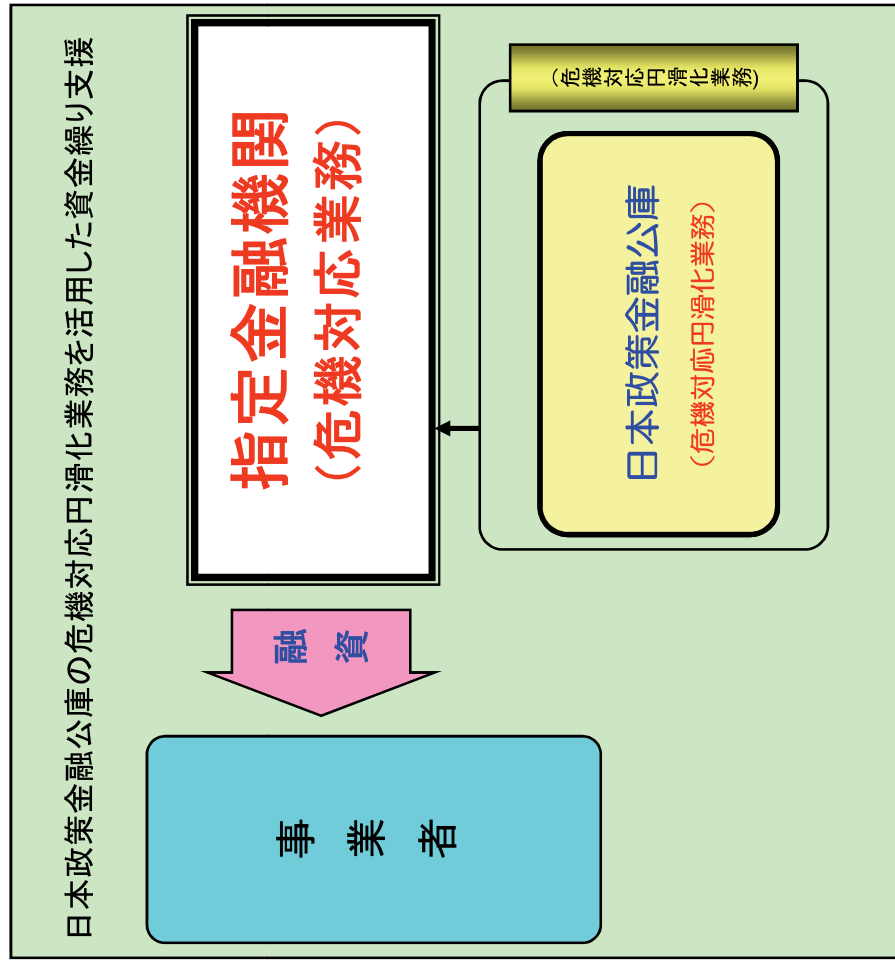 日本政策金融公庫の危機対応円滑化業務を活用した資金繰り支援
事業者
融資
指定金融機関
（危機対応業務）
日本政策金融公庫
（危機対応円滑化業務）
（危機対応円滑化業務）